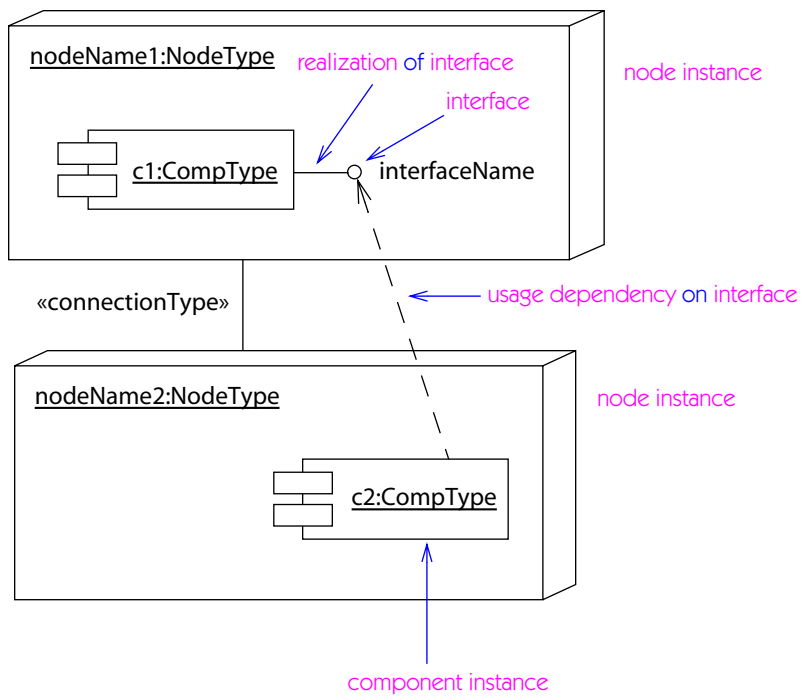 nodeName1:NodeType
realization of interface
node instance
interface
c1:CompType
interfaceName
«connectionType»
usage dependency on interface
nodeName2:NodeType
node instance
c2:CompType
component instance